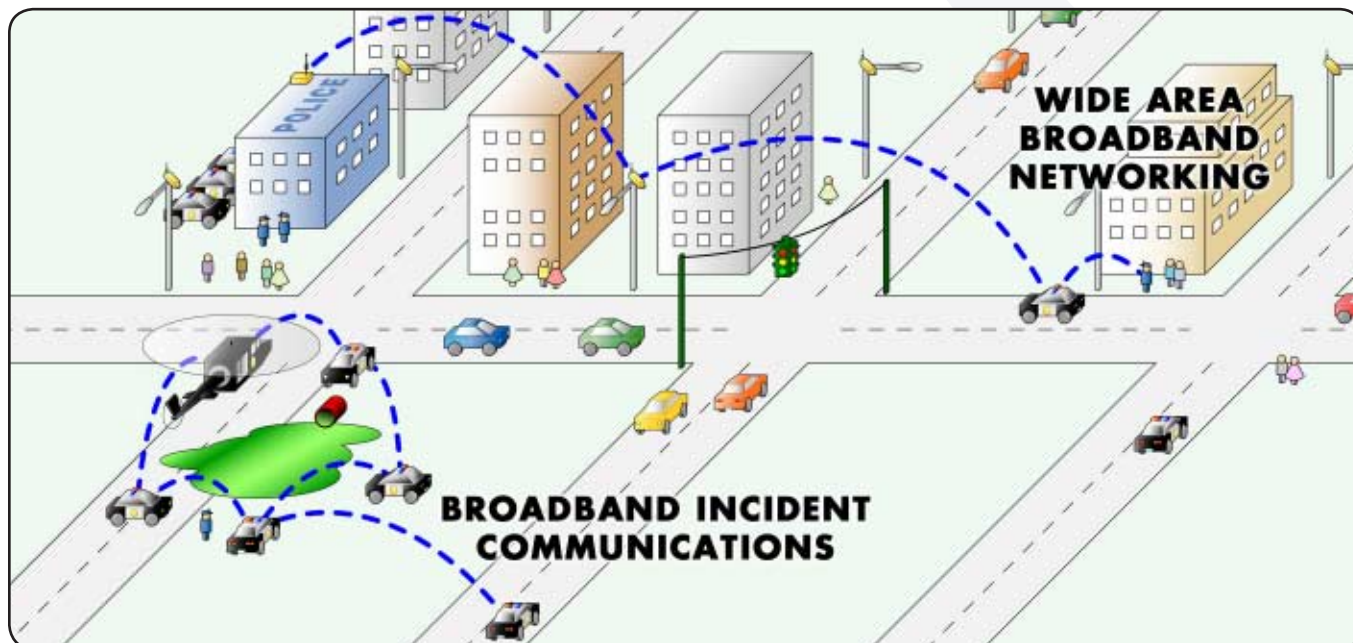 POLICE
WIDE AREA
BROADBAND
NETWORKING
BROADBAND INCIDENT
COMMUNICATIONS